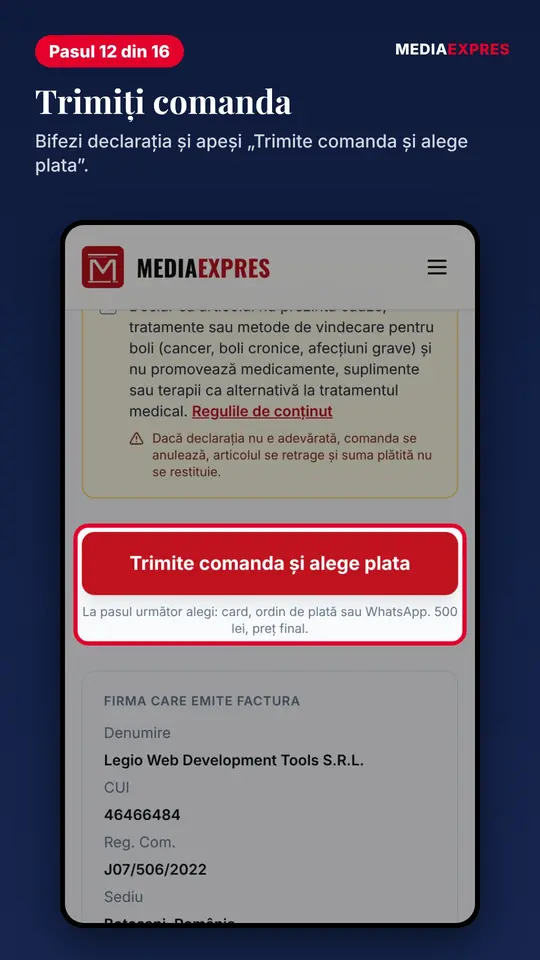 Pasul 12 din 16
MEDIAEXPRES
Trimiți comanda
Bifezi declarația și apeși „Trimite comanda și alege
plata”.
MEDIAEXPRES
tratamente sau metode de vindecare pentru
boli (cancer, boli cronice, afecțiuni grave) și
nu promovează medicamente, suplimente
sau terapii ca alternativă la tratamentul
medical. Regulile de conținut
Dacă declarația nu e adevărată, comanda se
anulează, articolul se retrage și suma plătită nu
se restituie.
Trimite comanda și alege plata
La pasul următor alegi: card, ordin de plată sau WhatsApp. 500
lei, preț final.
FIRMA CARE EMITE FACTURA
Denumire
Legio Web Development Tools S.R.L.
CUI
46466484
Reg. Com.
J07/506/2022
Sediu
Botoșani, România